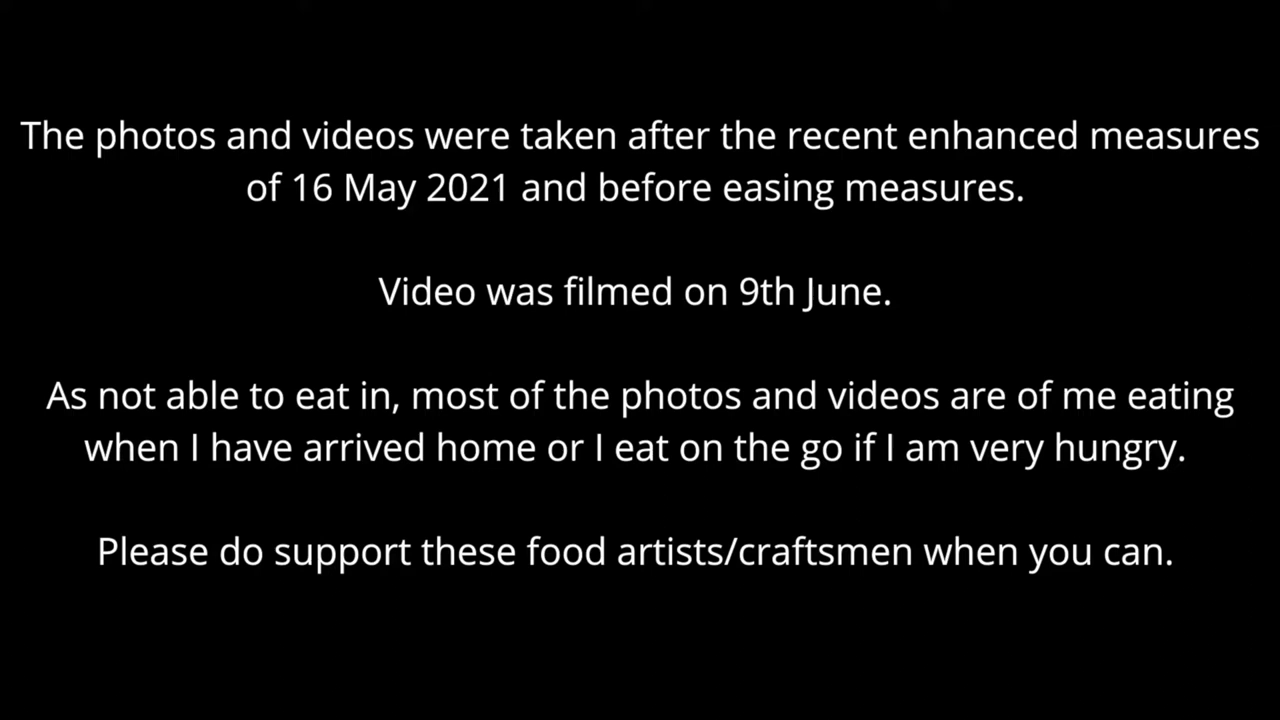 The photos and videos were taken after the recent enhanced measures
of 16 May 2021 and before easing measures.
Video was filmed on 9th June.
As not able to eat in, most of the photos and videos are of me eating
when I have arrived home or I eat on the go if I am very hungry.
Please do support these food artists/craftsmen when you can.